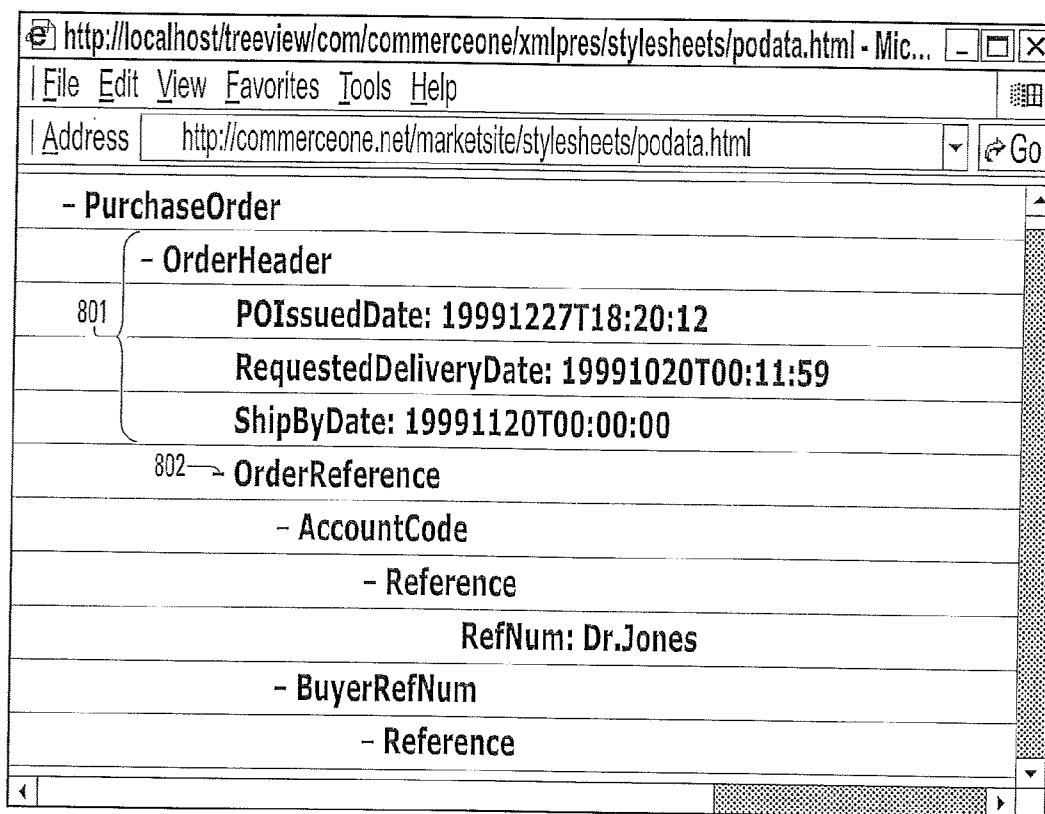 http://localhost/treeview/com/commerceone/xmlpres/stylesheets/podata.html - Mic...
File Edit View Favorites Tools Help
Address http://commerceone.net/marketsite/stylesheets/podata.html Go
- PurchaseOrder
- OrderHeader
801 POIssuedDate: 19991227T18:20:12
RequestedDeliveryDate: 19991020T00:11:59
ShipByDate: 19991120T00:00:00
802 - OrderReference
- AccountCode
- Reference
RefNum: Dr.Jones
- BuyerRefNum
- Reference